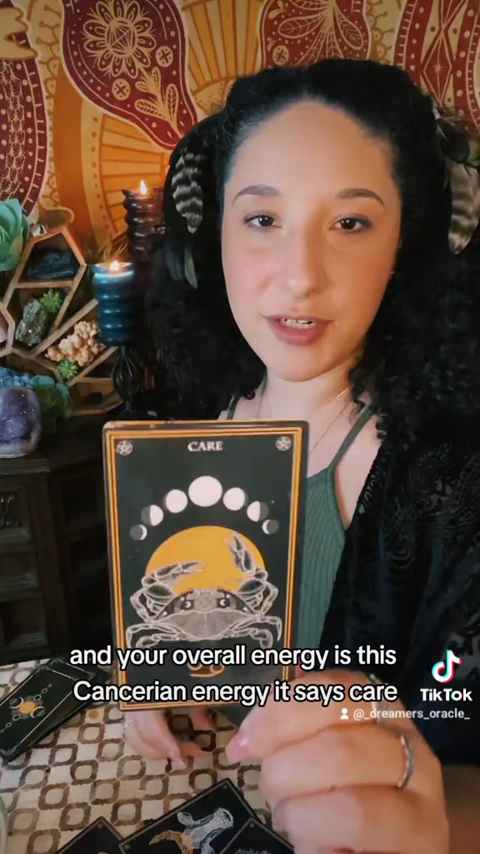 CARE
and your overall energy is this
Cancerian energy it says care
TikTok
@_dreamers_oracle_